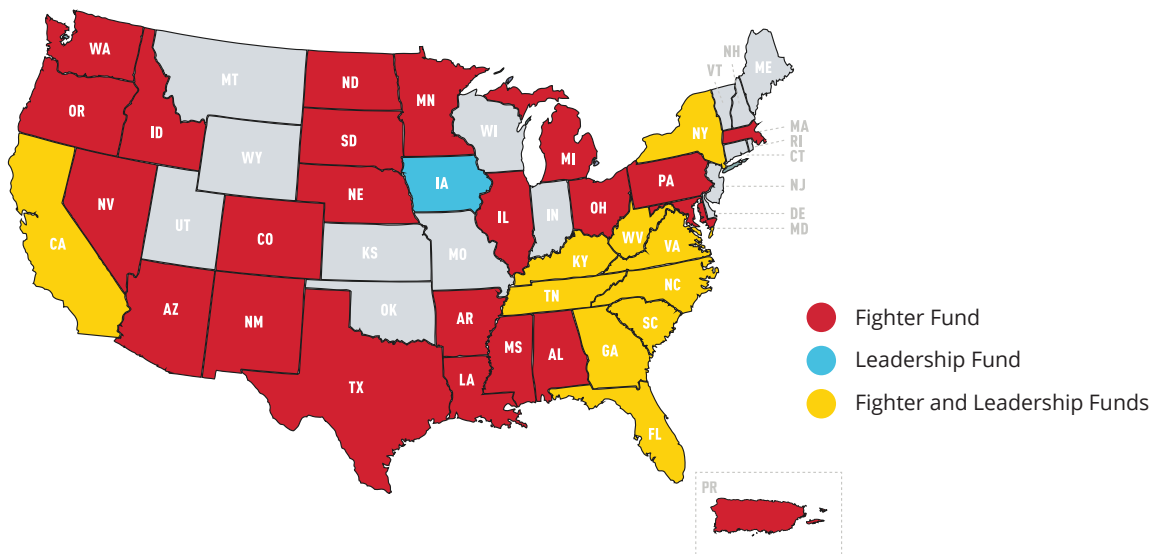 WA
MT
ND
MN
OR
ID
SD
WI
WY
NE
IA
MI
NY
NH
VT
ME
MA
RI
CT
NJ
DE
MD
PA
OH
IN
IL
NV
UT
CO
CA
KS
MO
WV
VA
KY
AZ
NM
OK
AR
TN
NC
SC
TX
LA
MS
AL
GA
FL
PR
Fighter Fund
Leadership Fund
Fighter and Leadership Funds